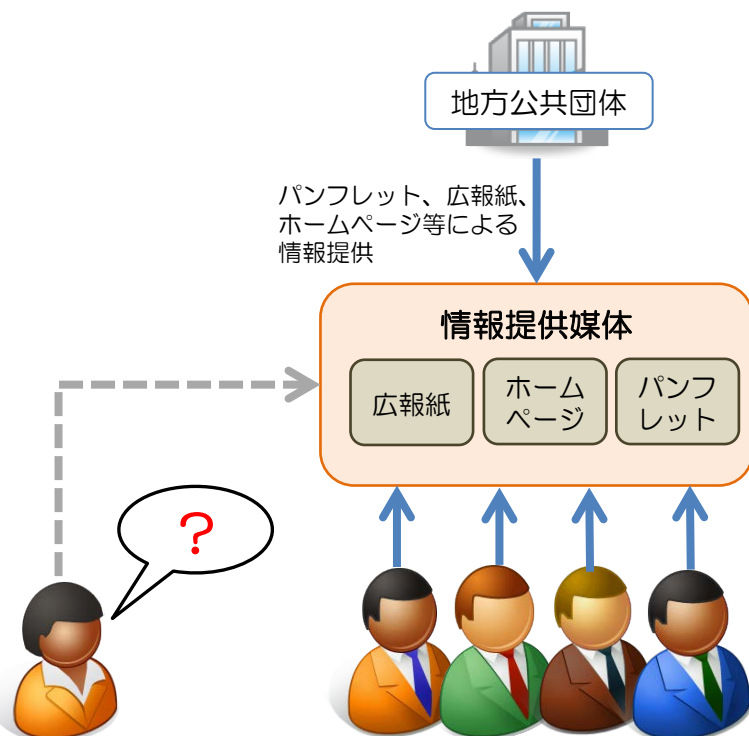 地方公共団体
パンフレット、広報紙、
ホームページ等による
情報提供
情報提供媒体
広報紙
ホーム
ページ
パンフ
レット
?